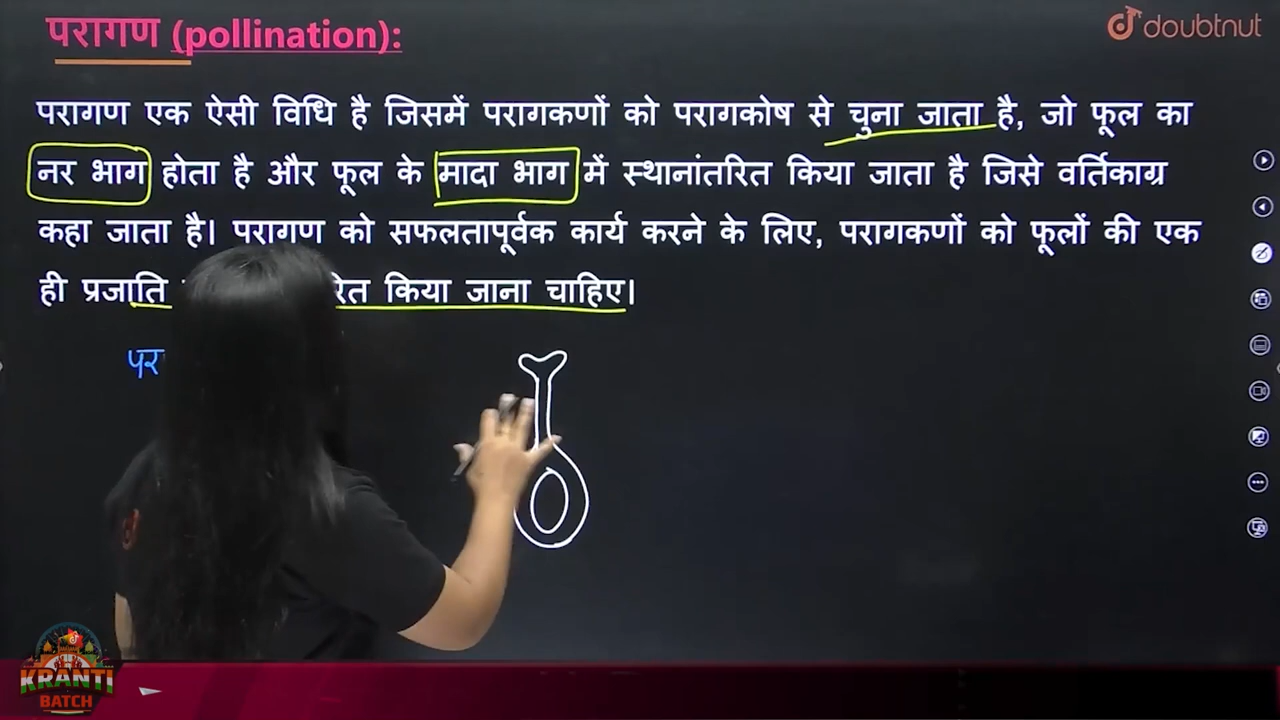 परागण (pollination):
doubtnut
परागण एक ऐसी विधि है जिसमें परागकणों को परागकोष से चुना जाता है, जो फूल का
नर भाग होता है और फूल के मादा भाग में स्थानांतरित किया जाता है जिसे वर्तिकाग्र
कहा जाता है। परागण को सफलतापूर्वक कार्य करने के लिए, परागकणों को फूलों की एक
ही प्रजाति रित किया जाना चाहिए।
पर
KRANTI
BATCH